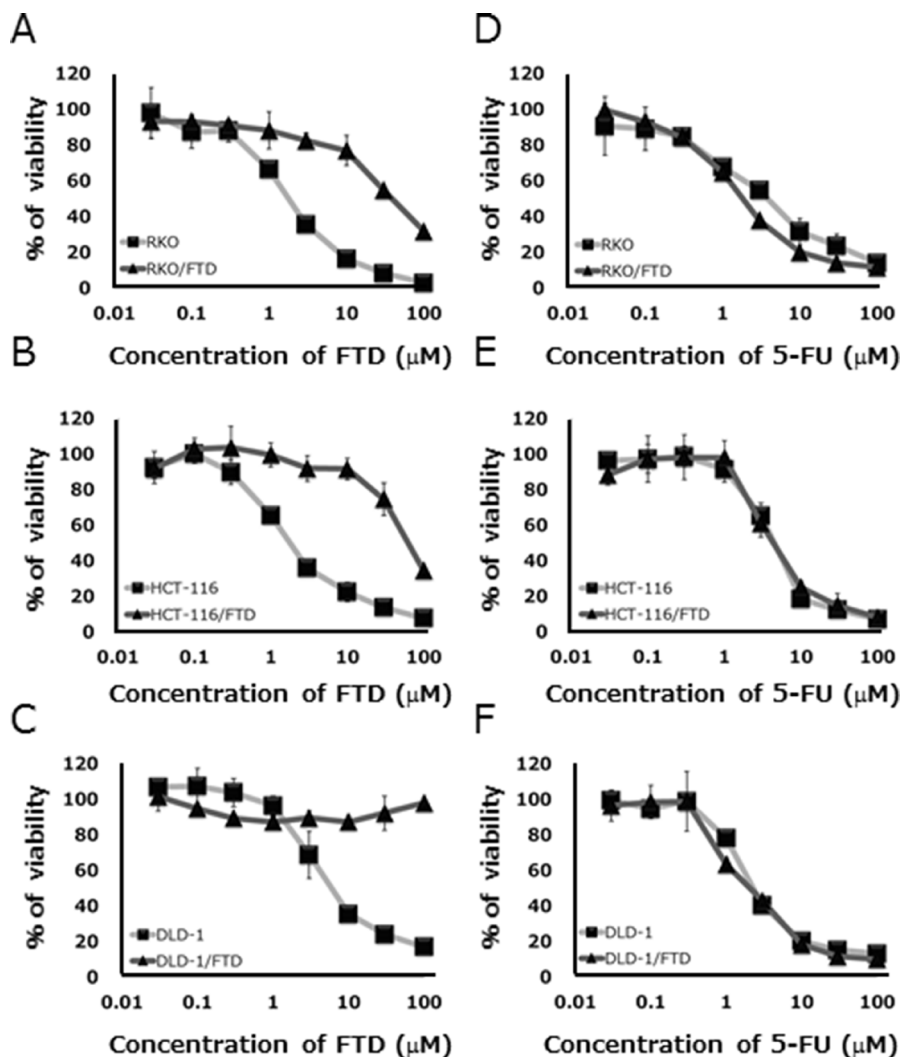 A
120
100
80
60
40
20
0
% of viability
RKO
RKO/FTD
0.01 0.1 1 10 100
Concentration of FTD (μM)
D
120
100
80
60
40
20
0
% of viability
RKO
RKO/FTD
0.01 0.1 1 10 100
Concentration of 5-FU (μM)
B
120
100
80
60
40
20
0
% of viability
HCT-116
HCT-116/FTD
0.01 0.1 1 10 100
Concentration of FTD (μM)
E
120
100
80
60
40
20
0
% of viability
HCT-116
HCT-116/FTD
0.01 0.1 1 10 100
Concentration of 5-FU (μM)
C
120
100
80
60
40
20
0
% of viability
DLD-1
DLD-1/FTD
0.01 0.1 1 10 100
Concentration of FTD (μM)
F
120
100
80
60
40
20
0
% of viability
DLD-1
DLD-1/FTD
0.01 0.1 1 10 100
Concentration of 5-FU (μM)